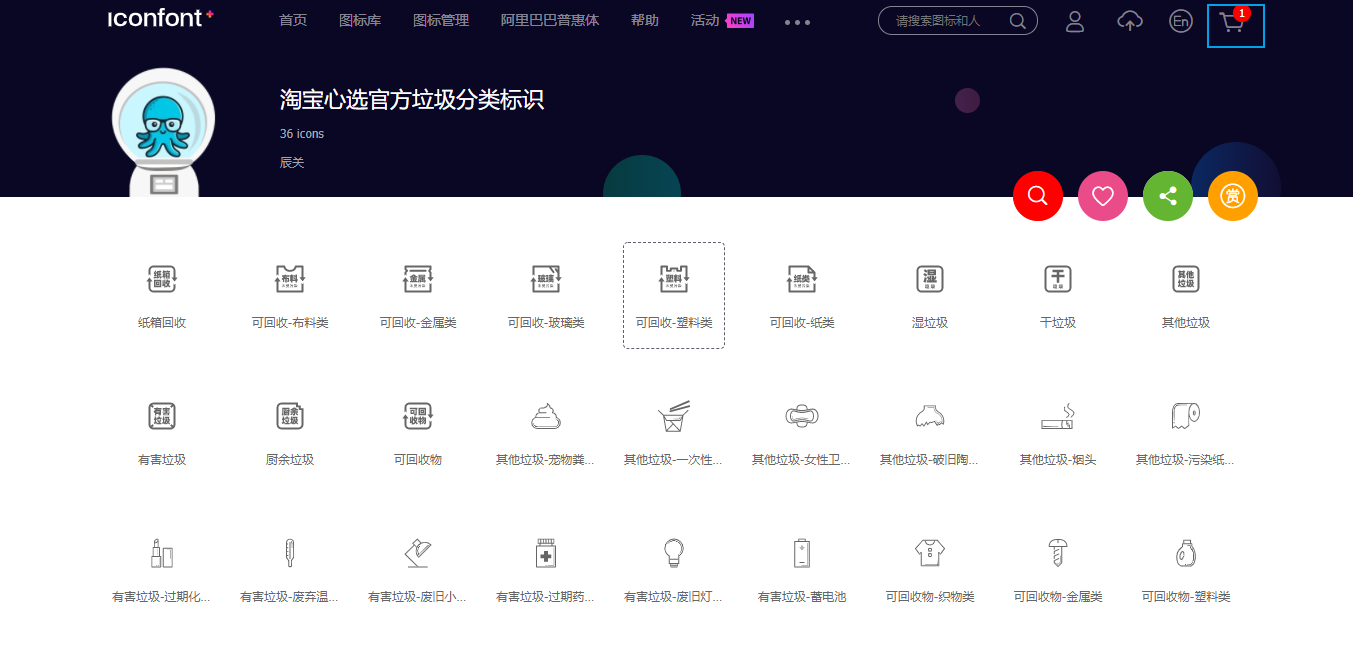 iconfont+ 首页 图标库 图标管理 阿里巴巴普惠体 帮助 活动 NEW 请搜索图标和人 En 1
淘宝心选官方垃圾分类标识
36 icons
辰关
赏
纸箱回收 布料 金属 玻璃 塑料 纸类 湿垃圾 干垃圾 其他垃圾
纸箱回收 可回收-布料类 可回收-金属类 可回收-玻璃类 可回收-塑料类 可回收-纸类 湿垃圾 干垃圾 其他垃圾
有害垃圾 厨余垃圾 可回收物
有害垃圾 厨余垃圾 可回收物 其他垃圾-宠物粪... 其他垃圾-一次性... 其他垃圾-女性卫... 其他垃圾-破旧陶... 其他垃圾-烟头 其他垃圾-污染纸...
有害垃圾-过期化... 有害垃圾-废弃温... 有害垃圾-废旧小... 有害垃圾-过期药... 有害垃圾-废旧灯... 有害垃圾-蓄电池 可回收物-织物类 可回收物-金属类 可回收物-塑料类